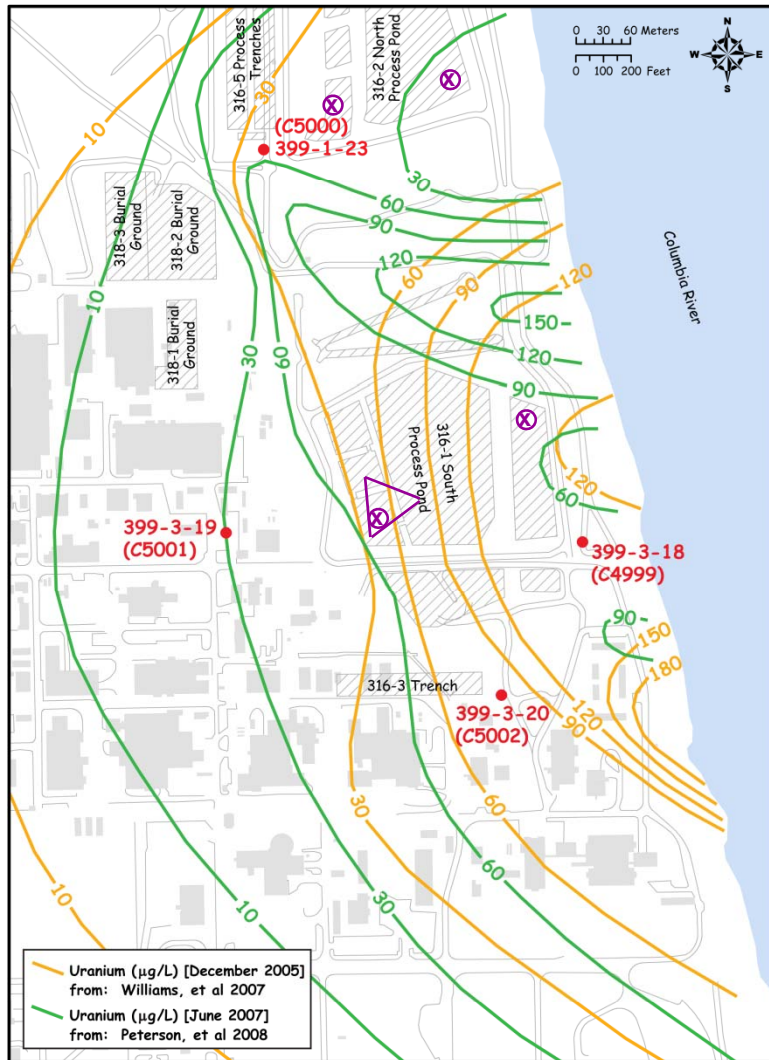 N
W E
S
0 30 60 Meters
0 100 200 Feet
316-5 Process
Trenches
316-2 North
Process Pond
10
30
X
X
(C5000)
399-1-23
30
60
90
318-3 Burial
Ground
318-2 Burial
Ground
60
90
120
120
Columbia River
10
150-
318-1 Burial
Ground
30
60
120
90
X
316-1 South
Process Pond
120
60
X
399-3-19
(C5001)
399-3-18
(C4999)
90-
150
180
316-3 Trench
399-3-20
(C5002)
120
90
30
60
10
10
30
60
Uranium (µg/L) [December 2005]
from: Williams, et al 2007
Uranium (µg/L) [June 2007]
from: Peterson, et al 2008